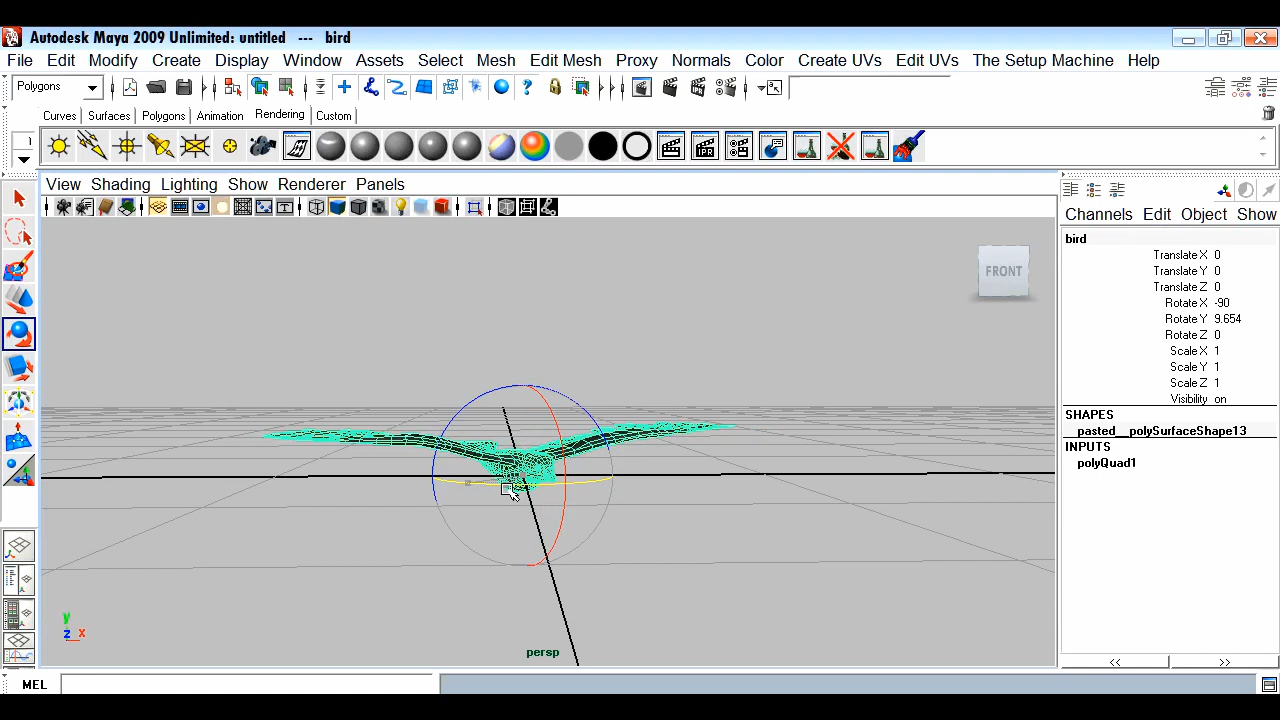 Autodesk Maya 2009 Unlimited: untitled --- bird
File Edit Modify Create Display Window Assets Select Mesh Edit Mesh Proxy Normals Color Create UVs Edit UVs The Setup Machine Help
Polygons
Curves Surfaces Polygons Animation Rendering Custom
1
IPR
View Shading Lighting Show Renderer Panels
Channels Edit Object Show
FRONT
bird
Translate X 0
Translate Y 0
Translate Z 0
Rotate X -90
Rotate Y 9.654
Rotate Z 0
Scale X 1
Scale Y 1
Scale Z 1
Visibility on
SHAPES
pasted__polySurfaceShape13
INPUTS
polyQuad1
y
z x
persp
<< >>
MEL